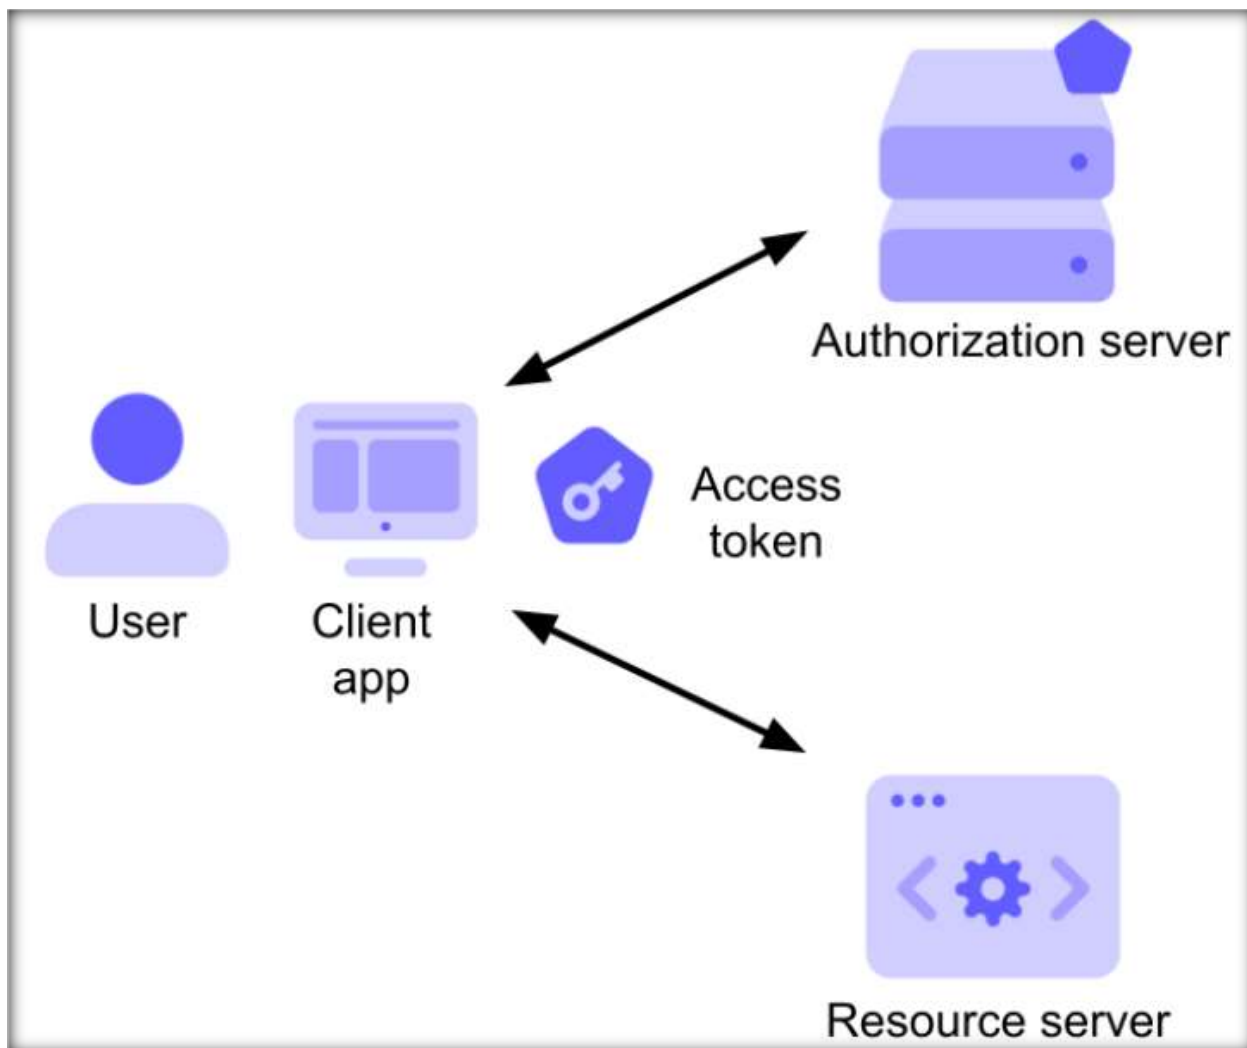 Authorization server
Access
token
User
Client
app
Resource server